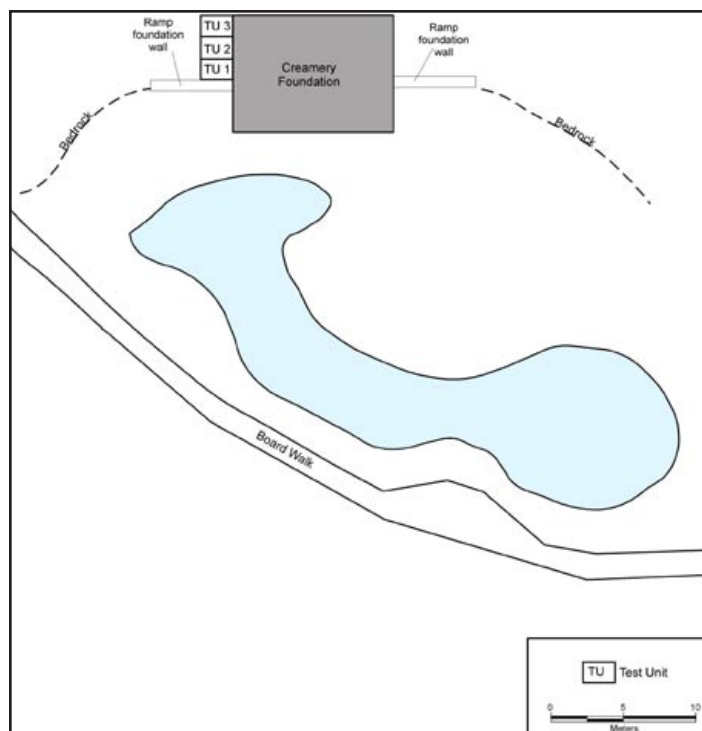 Ramp
foundation
wall
TU 3
TU 2
TU 1
Creamery
Foundation
Ramp
foundation
wall
Bedrock
Bedrock
Board Walk
TU Test Unit
0 5 10
Meters